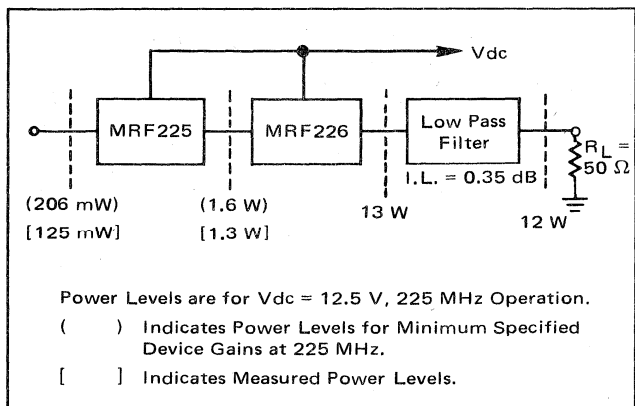 Vdc
MRF225
MRF226
Low Pass
Filter
R_L =
50 Ω
I.L. = 0.35 dB
(206 mW)
[125 mW]
(1.6 W)
[1.3 W]
13 W
12 W
Power Levels are for Vdc = 12.5 V, 225 MHz Operation.
( ) Indicates Power Levels for Minimum Specified
Device Gains at 225 MHz.
[ ] Indicates Measured Power Levels.